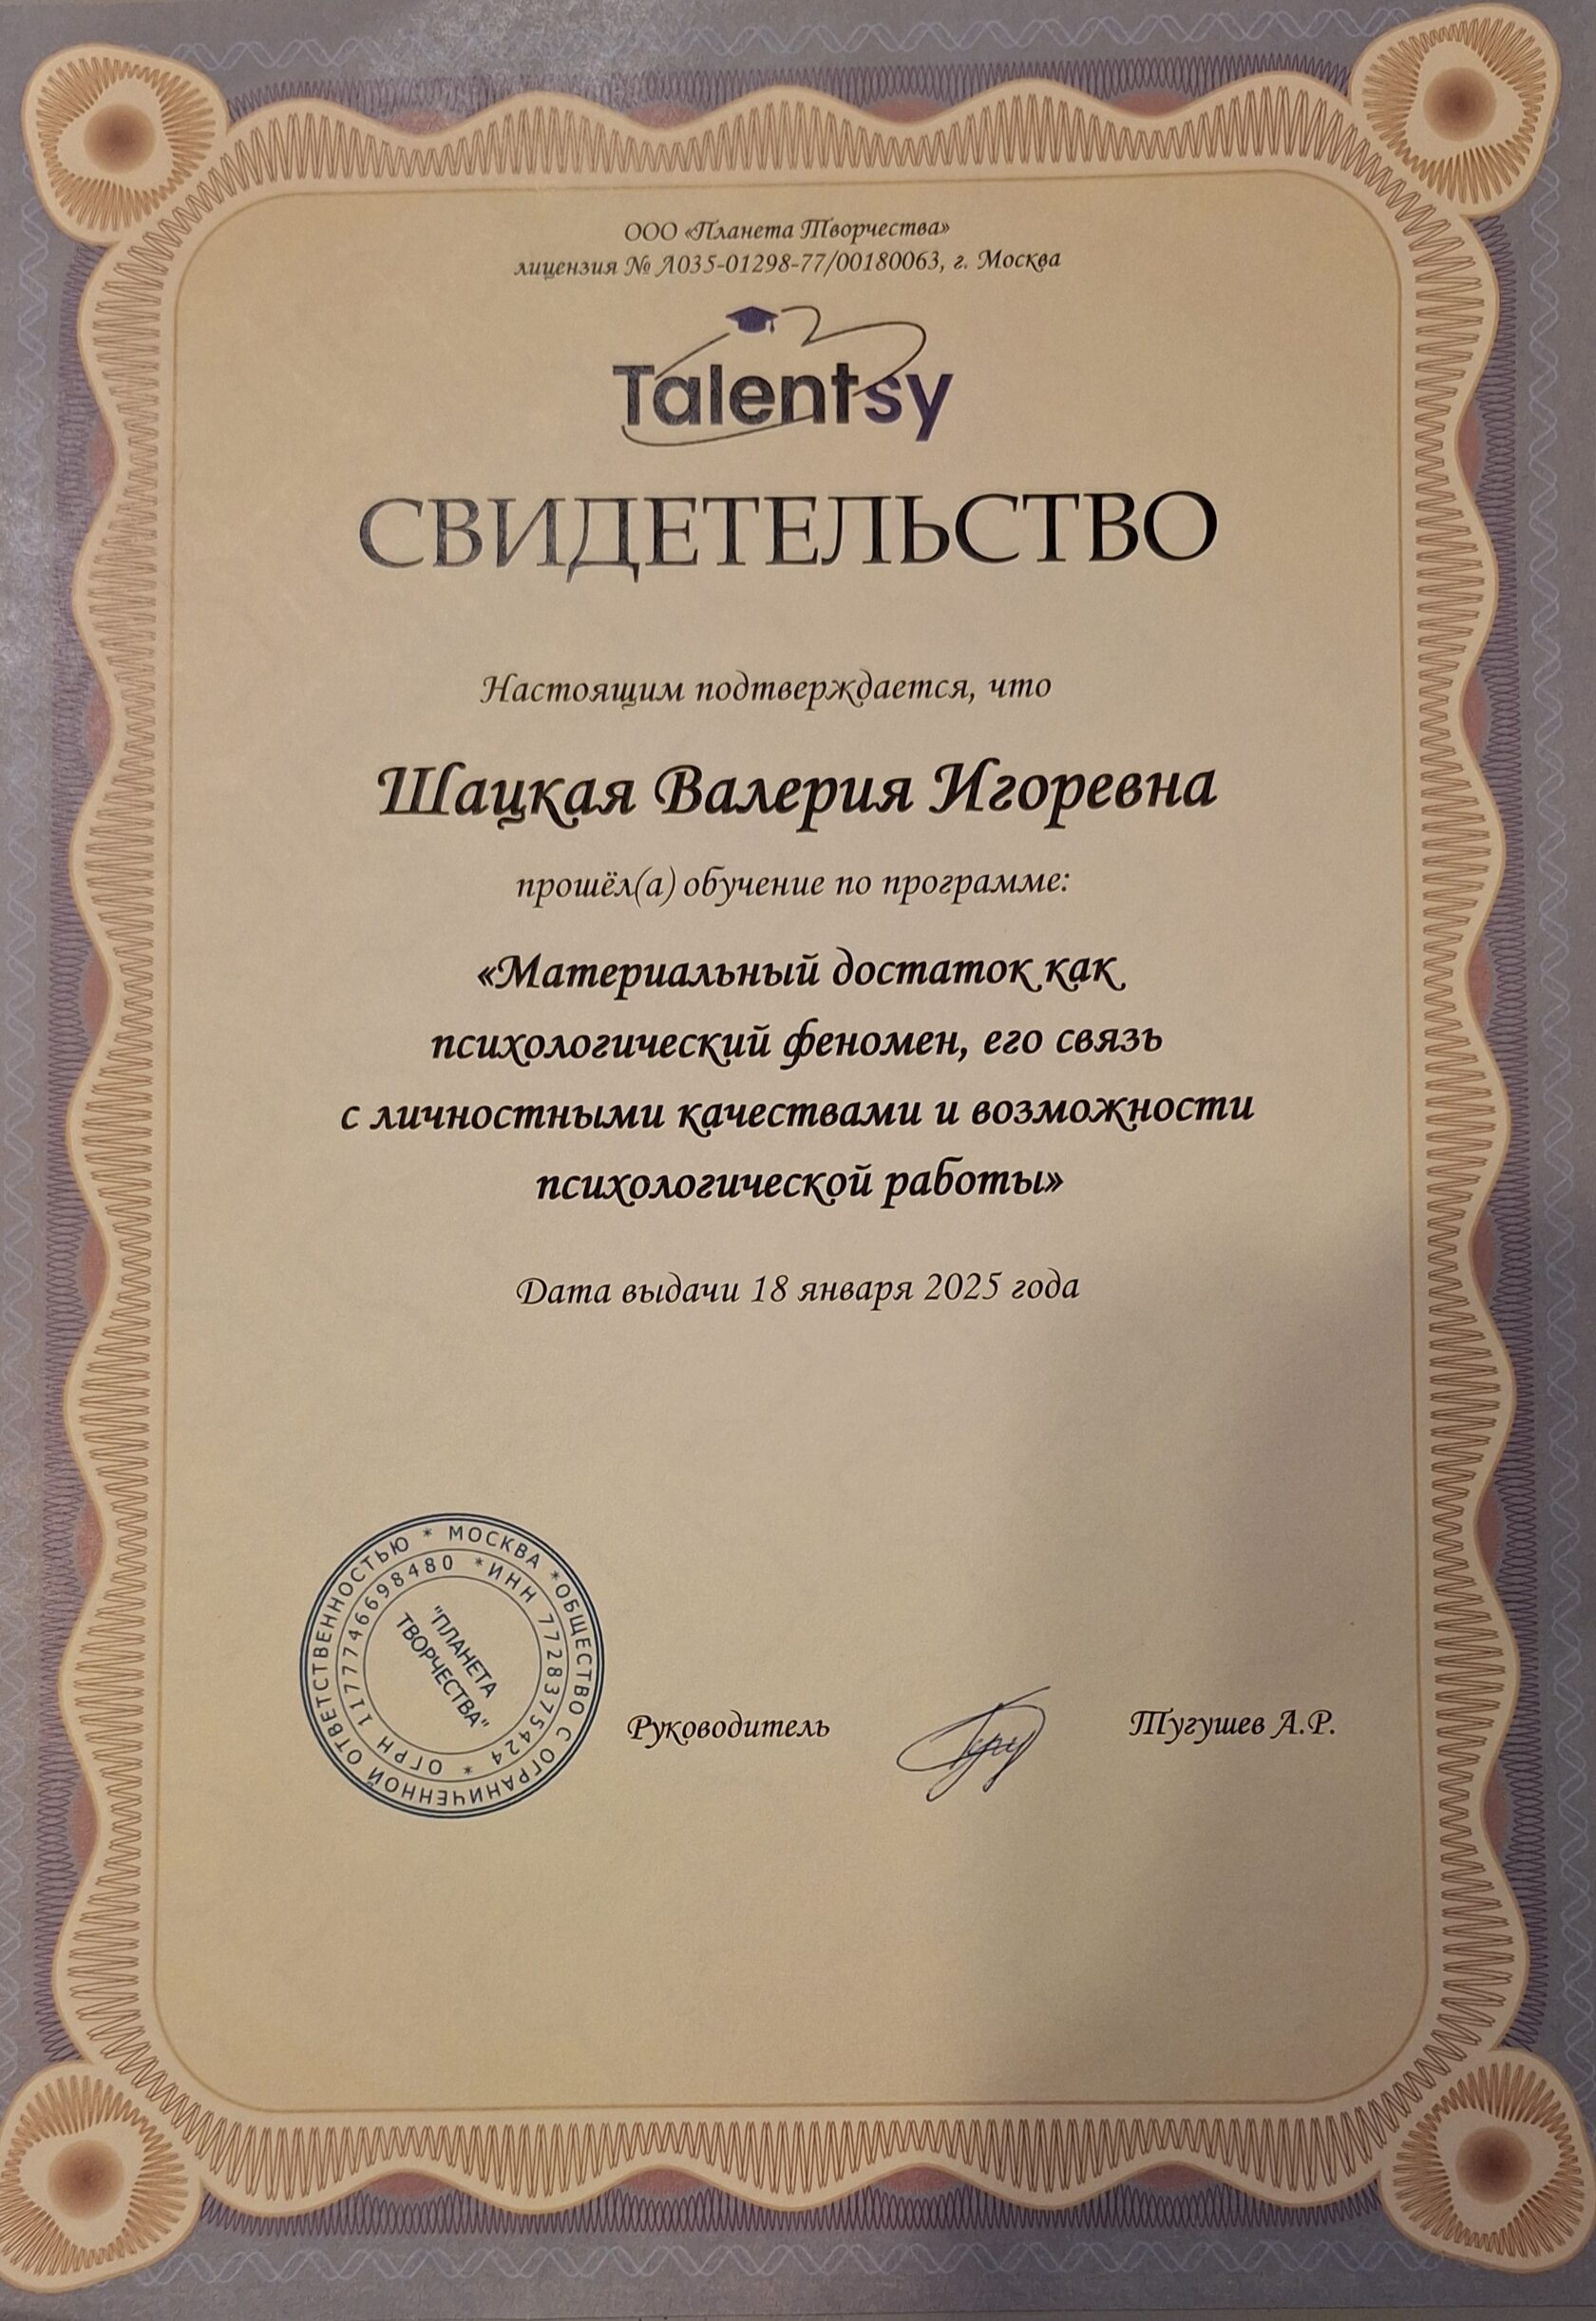 ООО «Планета Творчества»
лицензия № Л035-01298-77/00180063, г. Москва
Talentsy
СВИДЕТЕЛЬСТВО
Настоящим подтверждается, что
Шацкая Валерия Игоревна
прошёл(а) обучение по программе:
«Материальный достаток как
психологический феномен, его связь
с личностными качествами и возможности
психологической работы»
Дата выдачи 18 января 2025 года
* МОСКВА * ОБЩЕСТВО С ОГРАНИЧЕННОЙ ОТВЕТСТВЕННОСТЬЮ
* ИНН 7728375424 * ОГРН 1177746698480
"ПЛАНЕТА
ТВОРЧЕСТВА"
Руководитель Тугушев А.Р.